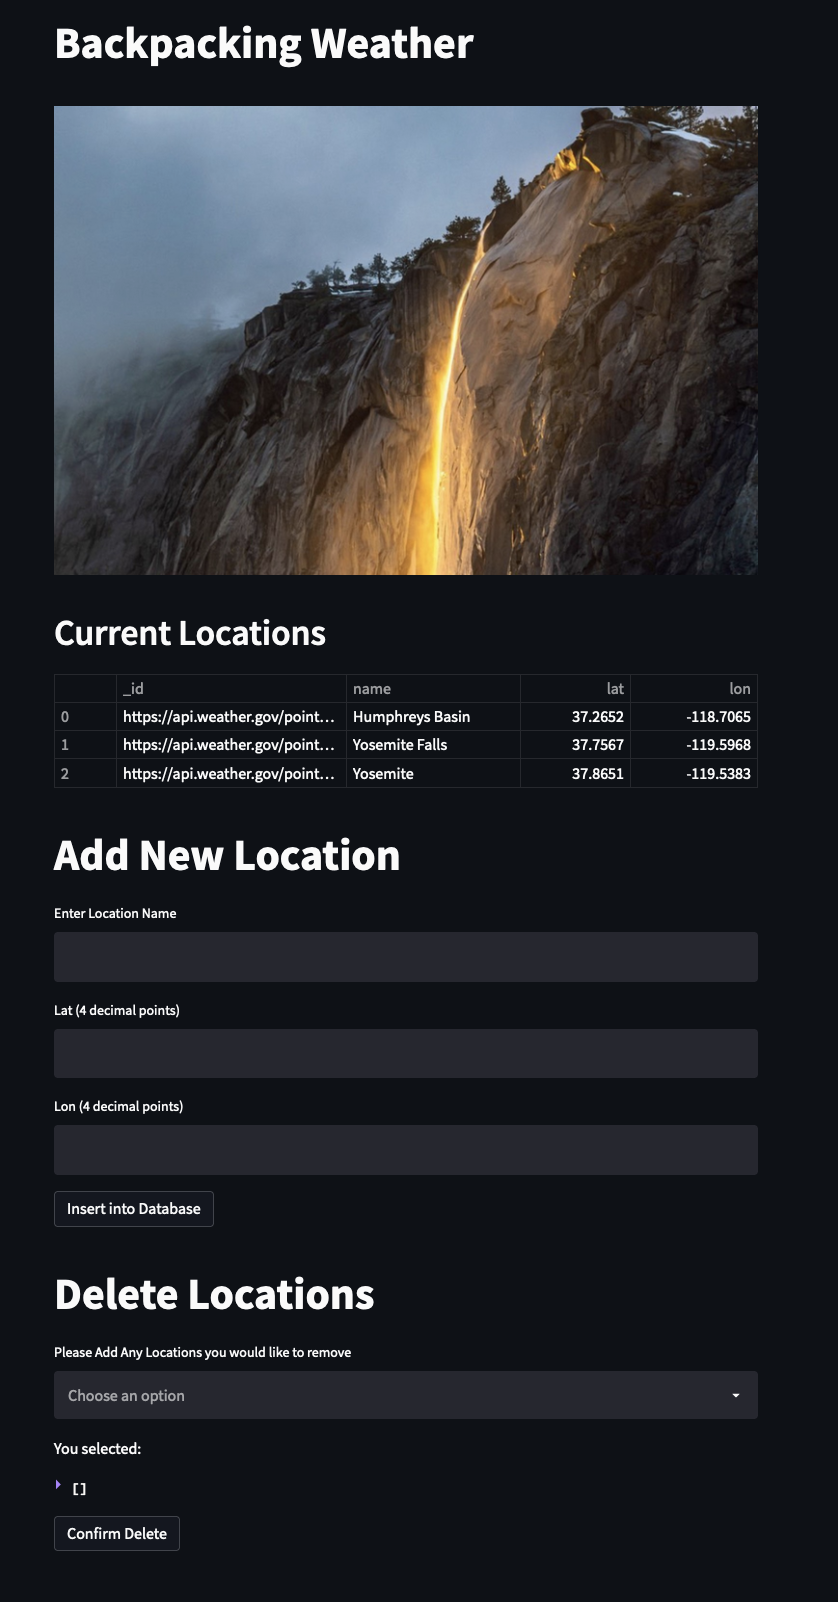 Backpacking Weather
Current Locations
_id name lat lon
0 https://api.weather.gov/point... Humphreys Basin 37.2652 -118.7065
1 https://api.weather.gov/point... Yosemite Falls 37.7567 -119.5968
2 https://api.weather.gov/point... Yosemite 37.8651 -119.5383
Add New Location
Enter Location Name
Lat (4 decimal points)
Lon (4 decimal points)
Insert into Database
Delete Locations
Please Add Any Locations you would like to remove
Choose an option
You selected:
[]
Confirm Delete